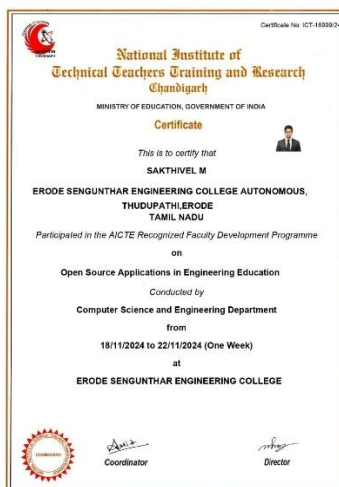 Certificate No. ICT-16899/24
National Institute of
Technical Teachers Training and Research
Chandigarh
MINISTRY OF EDUCATION, GOVERNMENT OF INDIA
Certificate
This is to certify that
SAKTHIVEL M
ERODE SENGUNTHAR ENGINEERING COLLEGE AUTONOMOUS,
THUDUPATHI,ERODE
TAMIL NADU
Participated in the AICTE Recognized Faculty Development Programme
on
Open Source Applications in Engineering Education
Conducted by
Computer Science and Engineering Department
from
18/11/2024 to 22/11/2024 (One Week)
at
ERODE SENGUNTHAR ENGINEERING COLLEGE
CHANDIGARH
Coordinator
Director